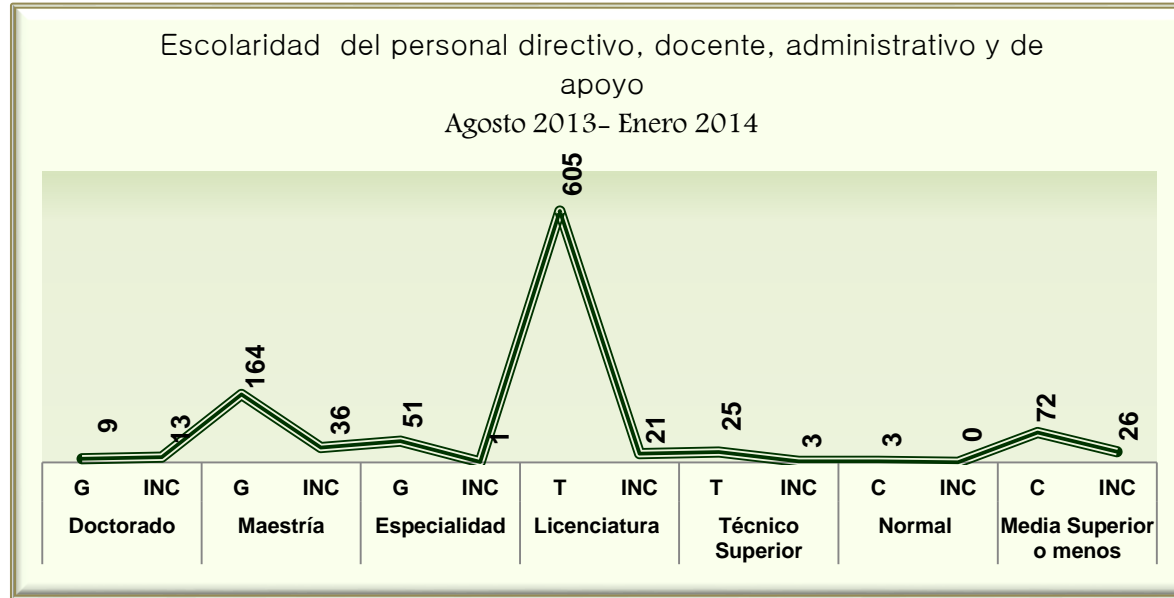 Escolaridad del personal directivo, docente, administrativo y de
apoyo
Agosto 2013- Enero 2014
605
164
9
13
36
51
1
21
25
3
3
0
72
26
G INC G INC G INC T INC T INC C INC C INC
Doctorado Maestría Especialidad Licenciatura Técnico Superior Normal Media Superior o menos